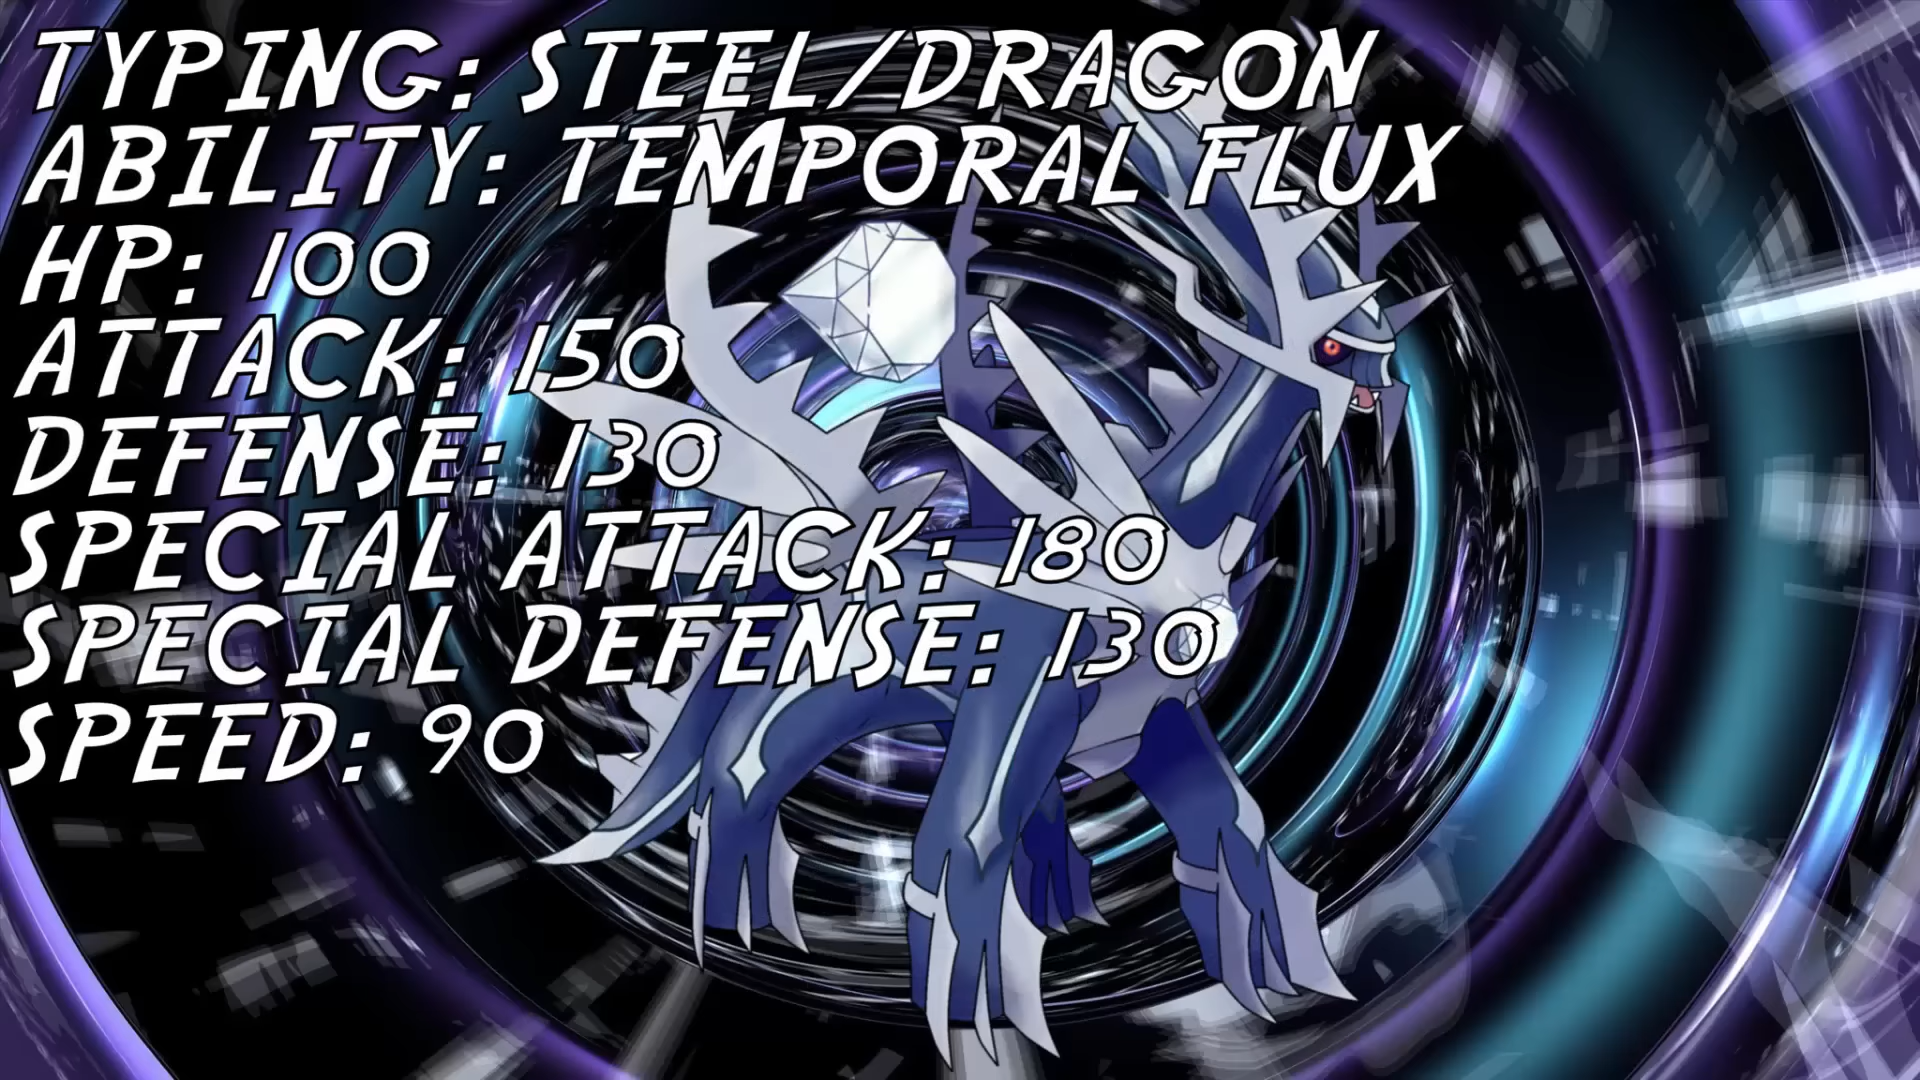 TYPING: STEEL/DRAGON
ABILITY: TEMPORAL FLUX
HP: 100
ATTACK: 150
DEFENSE: 130
SPECIAL ATTACK: 180
SPECIAL DEFENSE: 130
SPEED: 90